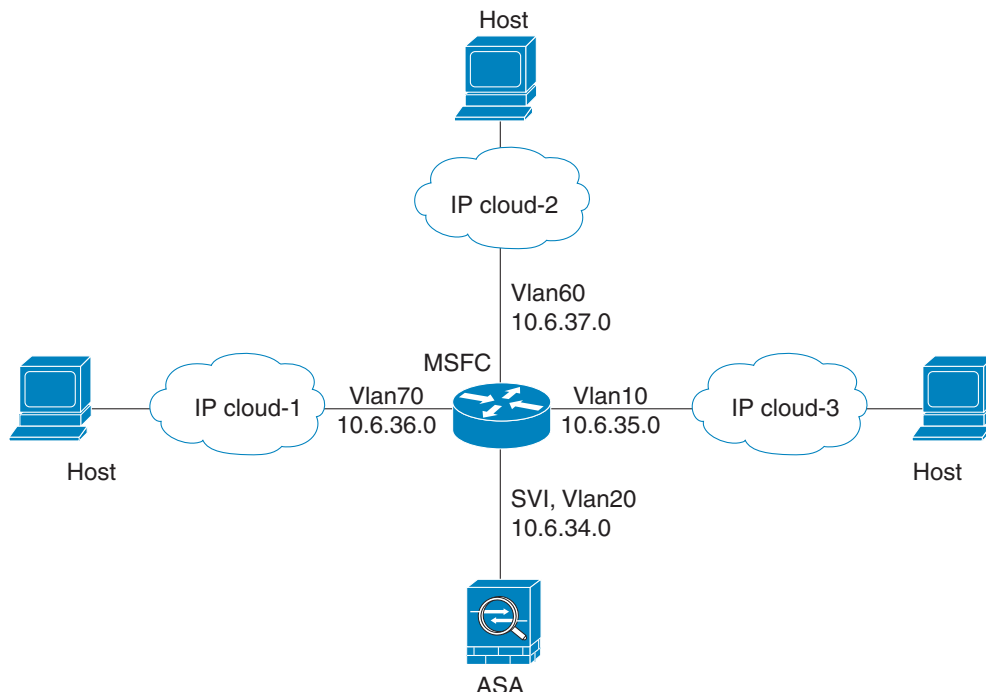 Host
IP cloud-2
Vlan60
10.6.37.0
MSFC
IP cloud-1
Vlan70
10.6.36.0
Vlan10
10.6.35.0
IP cloud-3
Host
Host
SVI, Vlan20
10.6.34.0
ASA